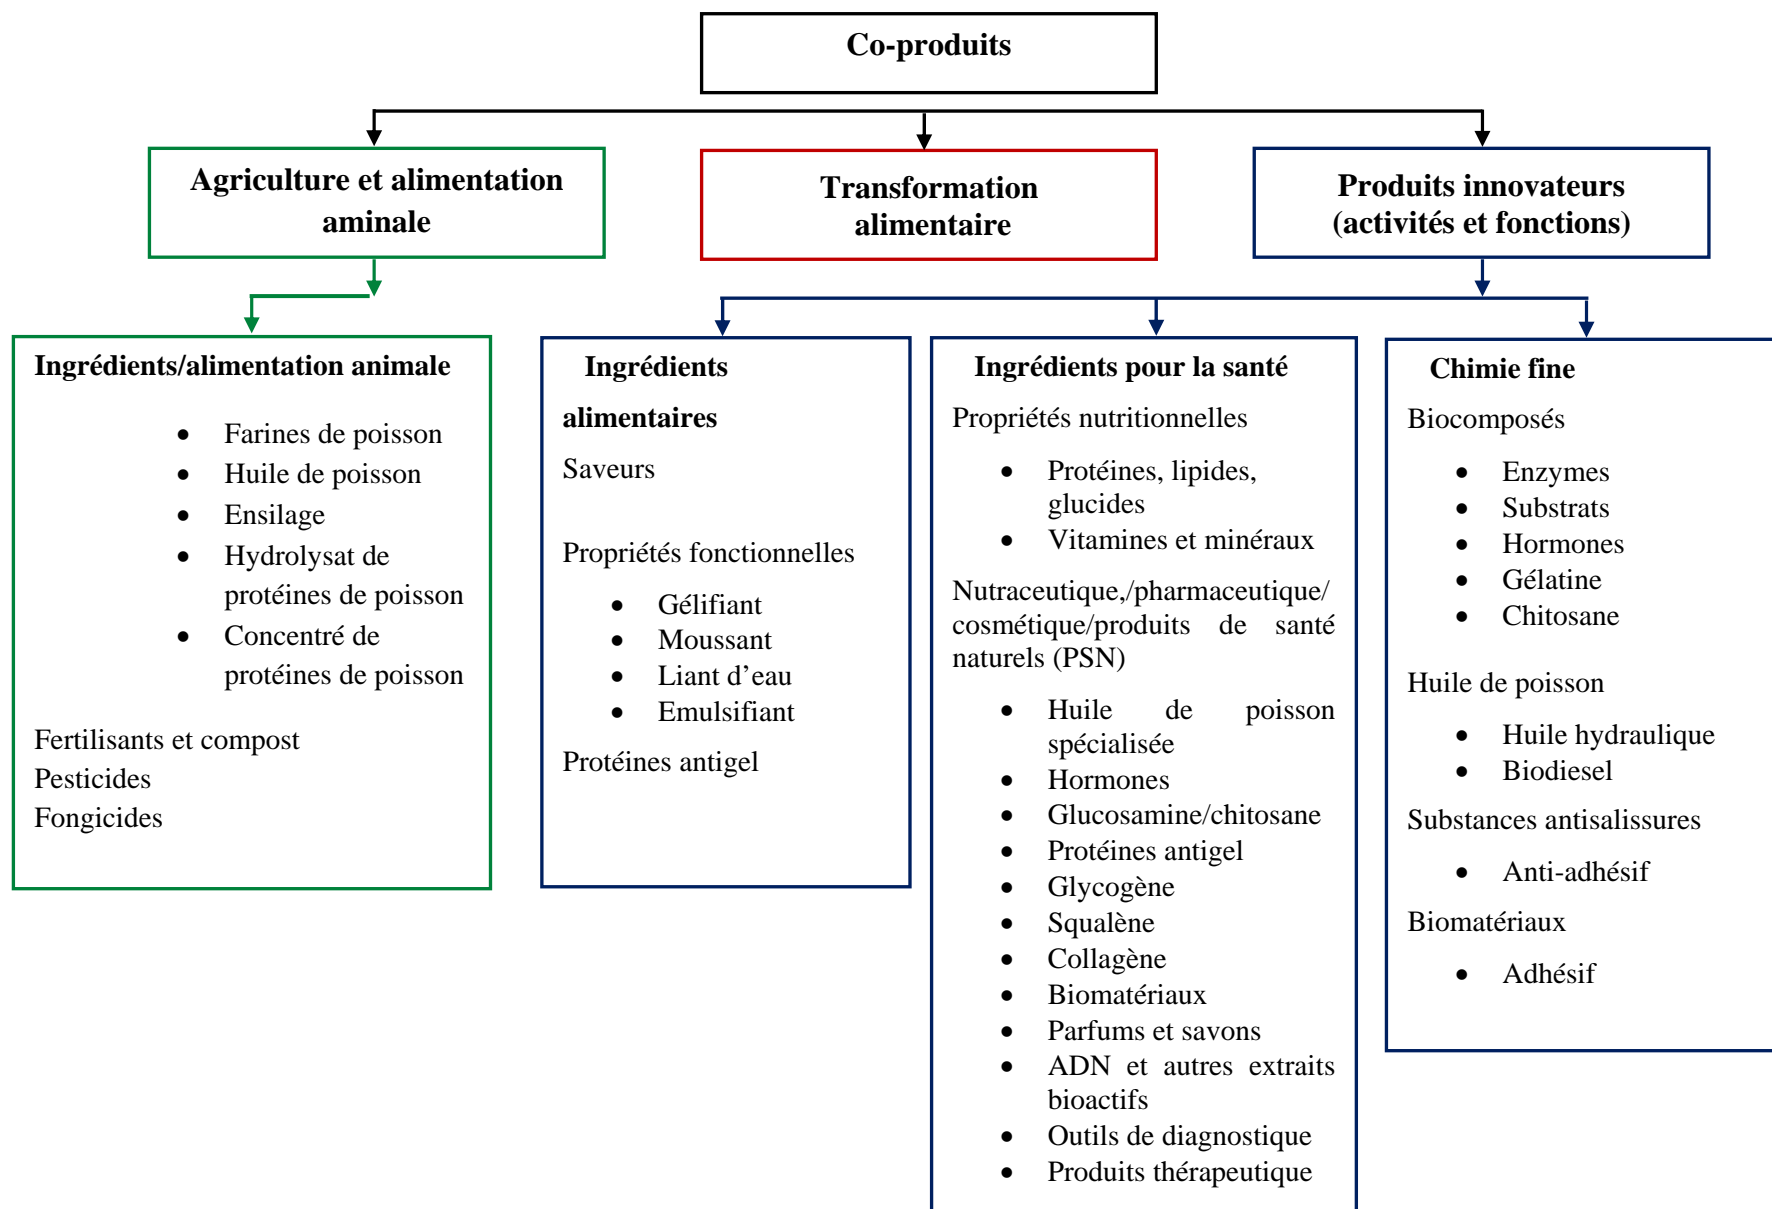 Co-produits
Agriculture et alimentation
aminale
Transformation
alimentaire
Produits innovateurs
(activités et fonctions)
Ingrédients/alimentation animale
• Farines de poisson
• Huile de poisson
• Ensilage
• Hydrolysat de
protéines de poisson
• Concentré de
protéines de poisson
Fertilisants et compost
Pesticides
Fongicides
Ingrédients
alimentaires
Saveurs
Propriétés fonctionnelles
• Gélifiant
• Moussant
• Liant d’eau
• Emulsifiant
Protéines antigel
Ingrédients pour la santé
Propriétés nutritionnelles
• Protéines, lipides,
glucides
• Vitamines et minéraux
Nutraceutique,/pharmaceutique/
cosmétique/produits de santé
naturels (PSN)
• Huile de poisson
spécialisée
• Hormones
• Glucosamine/chitosane
• Protéines antigel
• Glycogène
• Squalène
• Collagène
• Biomatériaux
• Parfums et savons
• ADN et autres extraits
bioactifs
• Outils de diagnostique
• Produits thérapeutique
Chimie fine
Biocomposés
• Enzymes
• Substrats
• Hormones
• Gélatine
• Chitosane
Huile de poisson
• Huile hydraulique
• Biodiesel
Substances antisalissures
• Anti-adhésif
Biomatériaux
• Adhésif